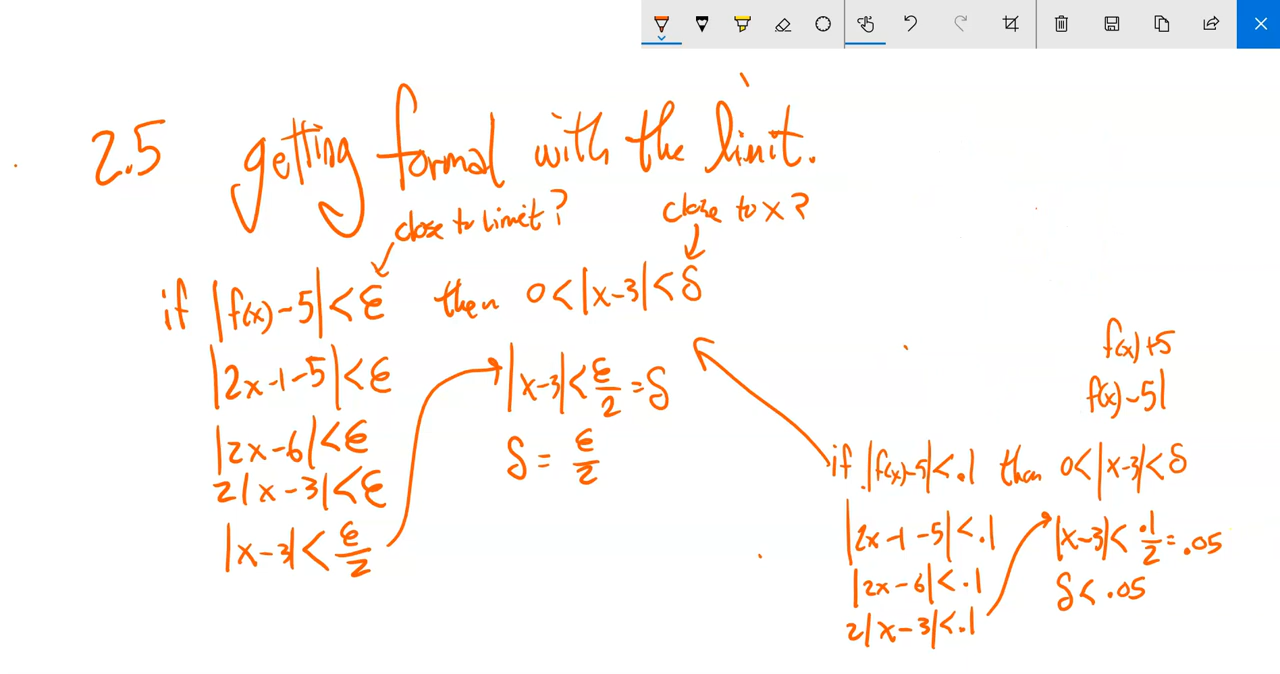 2.5 getting formal with the limit.
close to limit?
close to x?
if |f(x)-5|<ε then 0<|x-3|<δ
|2x-1-5|<ε
|2x-6|<ε
2|x-3|<ε
|x-3|<ε/2
|x-3|<ε/2=δ
δ=ε/2
f(x)+5
f(x)-5|
if |f(x)-5|<.1 then 0<|x-3|<δ
|2x-1-5|<.1
|2x-6|<.1
2|x-3|<.1
|x-3|<.1/2=.05
δ<.05